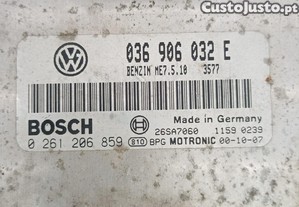 CustoJusto.pt
VW
036 906 032 E
BENZIN ME7.5.10 3577
BOSCH
Made in Germany
26SA7060 1159 0239
0 261 206 859 810 BPG MOTRONIC 00-10-07